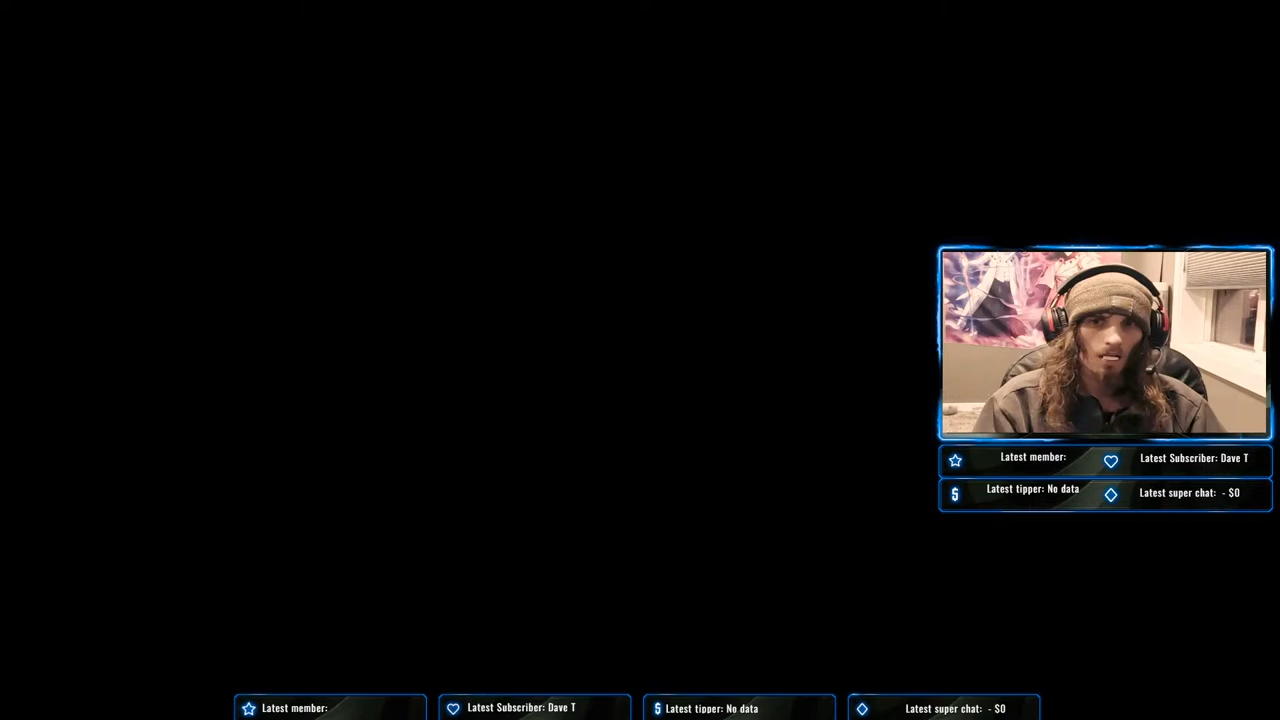 Latest member:
Latest Subscriber: Dave T
Latest tipper: No data
Latest super chat:  - $0
Latest member:
Latest Subscriber: Dave T
Latest tipper: No data
Latest super chat:  - $0